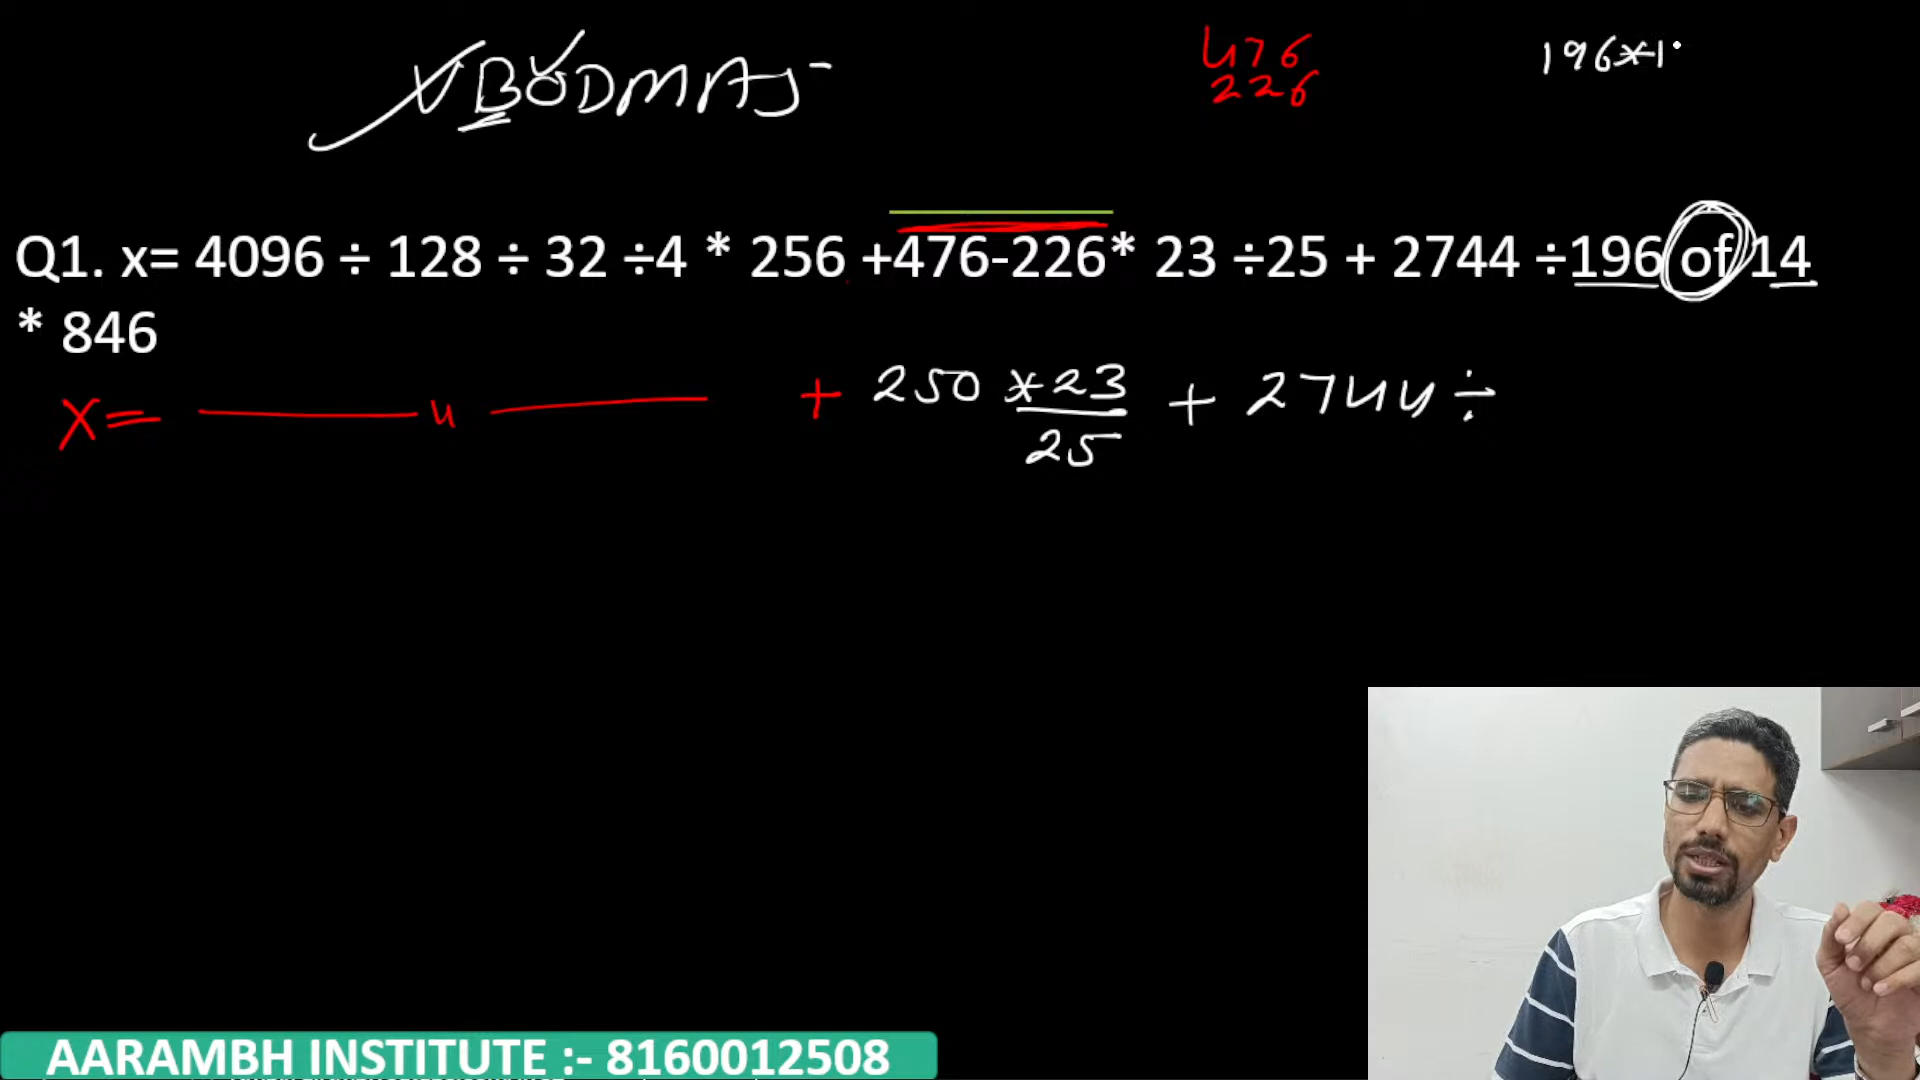 VBODMAS
476
226
196*1
Q1. x= 4096 ÷ 128 ÷ 32 ÷4 * 256 +476-226* 23 ÷25 + 2744 ÷196 of 14
* 846
X= 4 + 250 *23 + 2744 ÷
25
AARAMBH INSTITUTE :- 8160012508